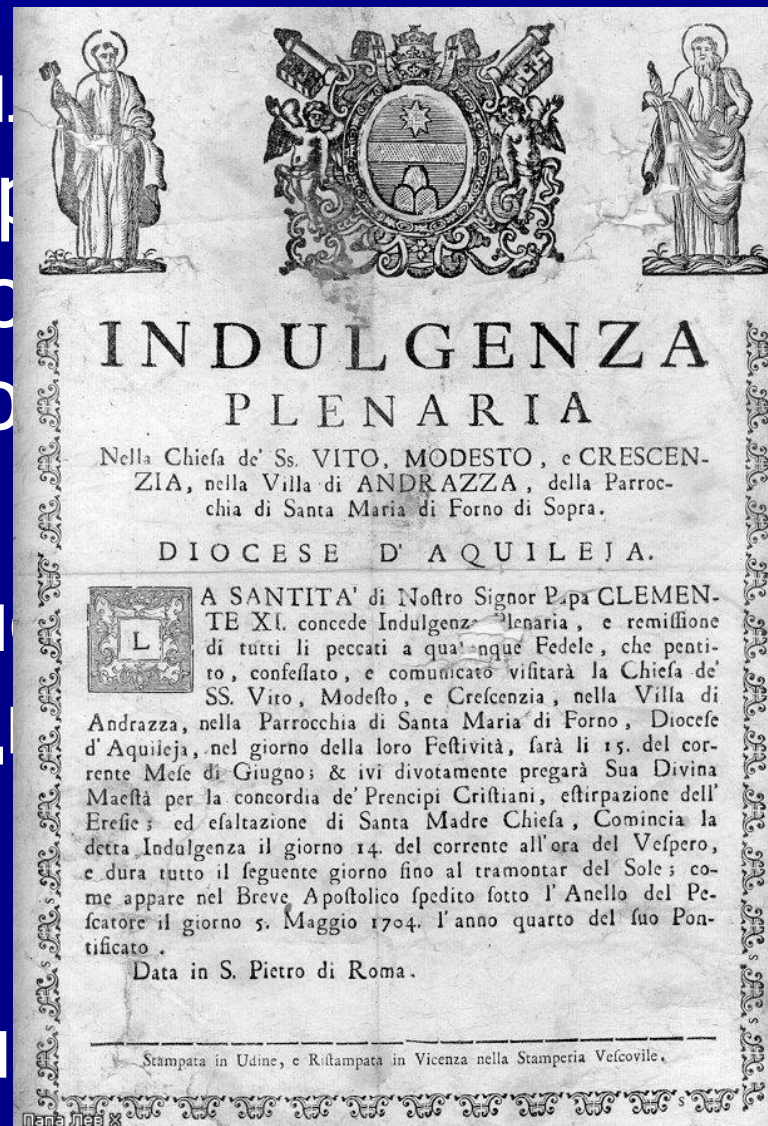 INDULGENZA
PLENARIA
Nella Chieſa de' Ss. VITO, MODESTO, e CRESCEN-
ZIA, nella Villa di ANDRAZZA, della Parroc-
chia di Santa Maria di Forno di Sopra.
DIOCESE D' AQUILEJA.
LA SANTITA' di Noſtro Signor Papa CLEMEN-
TE XI. concede Indulgenza Plenaria, e remiſſione
di tutti li peccati a qualunque Fedele, che penti-
to, confeſſato, e comunicato viſitarà la Chieſa de'
SS. Vito, Modeſto, e Creſcenzia, nella Villa di
Andrazza, nella Parrocchia di Santa Maria di Forno, Dioceſe
d'Aquileja, nel giorno della loro Feſtività, ſarà li 15. del cor-
rente Meſe di Giugno; & ivi divotamente pregarà Sua Divina
Maeſtà per la concordia de' Prencipi Criſtiani, eſtirpazione dell'
Ereſie; ed eſaltazione di Santa Madre Chieſa, Comincia la
detta Indulgenza il giorno 14. del corrente all'ora del Veſpero,
e dura tutto il ſeguente giorno fino al tramontar del Sole; co-
me appare nel Breve Apoſtolico ſpedito ſotto l'Anello del Pe-
ſcatore il giorno 5. Maggio 1704. l'anno quarto del ſuo Pon-
tificato.
Data in S. Pietro di Roma.
Stampata in Udine, e Riſtampata in Vicenza nella Stamperia Veſcovile.
Папа Лев X